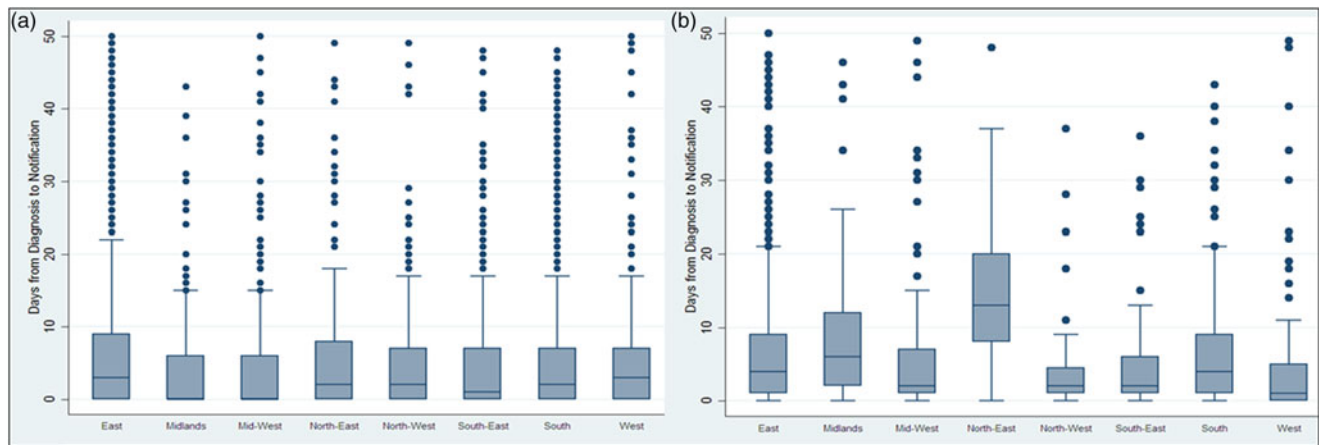 (a)
Days from Diagnosis to Notification
50
40
30
20
10
0
East Midlands Mid-West North-East North-West South-East South West
(b)
Days from Diagnosis to Notification
50
40
30
20
10
0
East Midlands Mid-West North-East North-West South-East South West